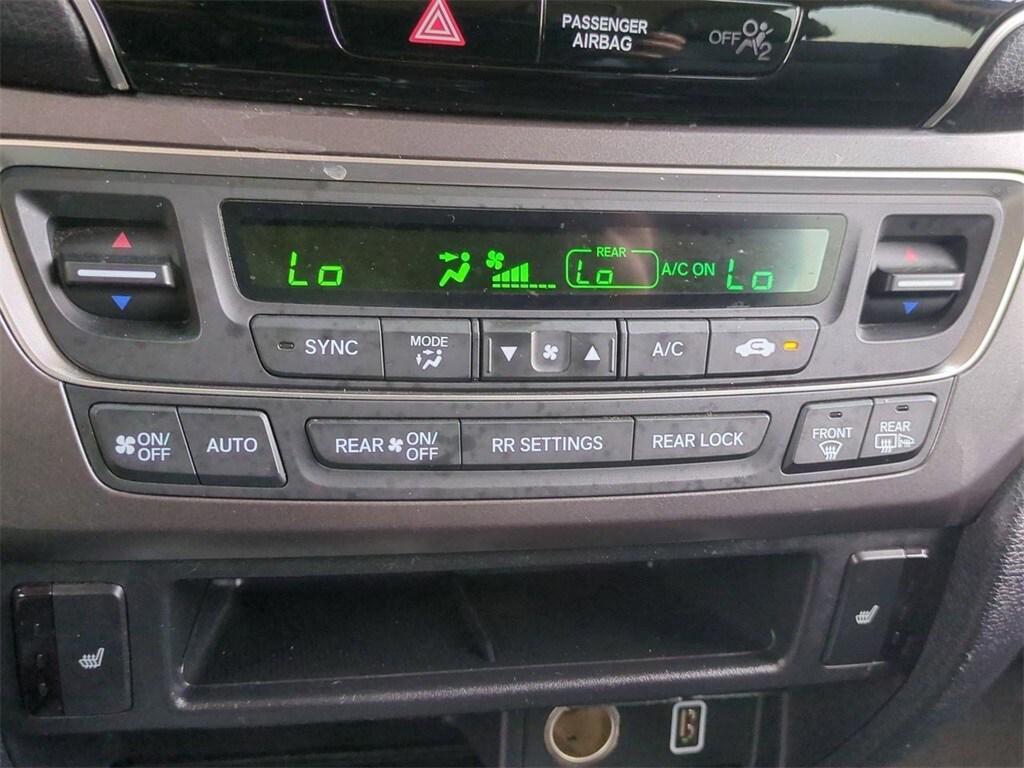 PASSENGER
AIRBAG
OFF 2
Lo
REAR
Lo
A/C ON
Lo
SYNC
MODE
A/C
ON/
OFF
AUTO
REAR
ON/
OFF
RR SETTINGS
REAR LOCK
FRONT
REAR